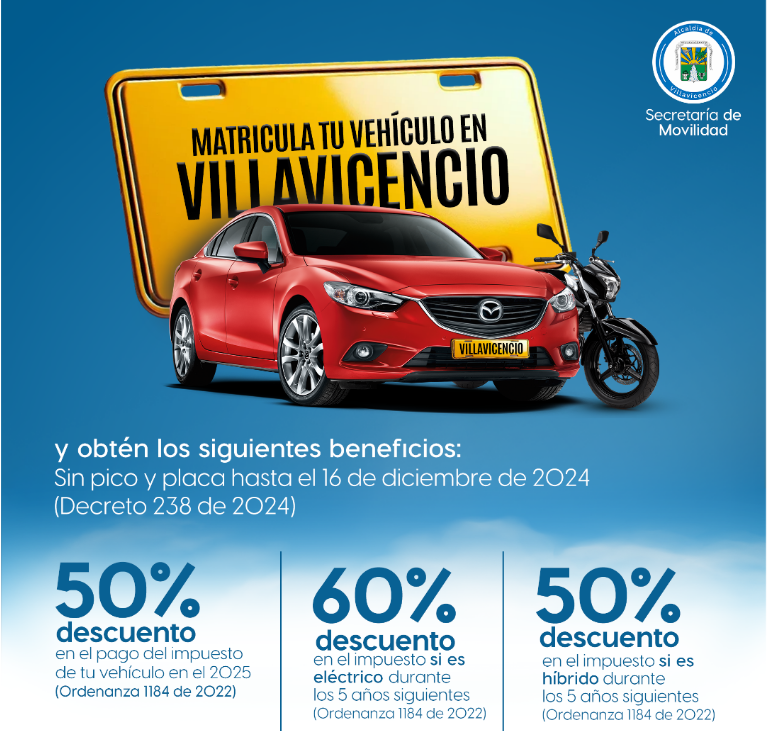 Alcaldía de
Villavicencio
Secretaría de
Movilidad
MATRICULA TU VEHÍCULO EN
VILLAVICENCIO
VILLAVICENCIO
y obtén los siguientes beneficios:
Sin pico y placa hasta el 16 de diciembre de 2024
(Decreto 238 de 2024)
50%
descuento
en el pago del impuesto
de tu vehículo en el 2025
(Ordenanza 1184 de 2022)
60%
descuento
en el impuesto si es
eléctrico durante
los 5 años siguientes
(Ordenanza 1184 de 2022)
50%
descuento
en el impuesto si es
híbrido durante
los 5 años siguientes
(Ordenanza 1184 de 2022)